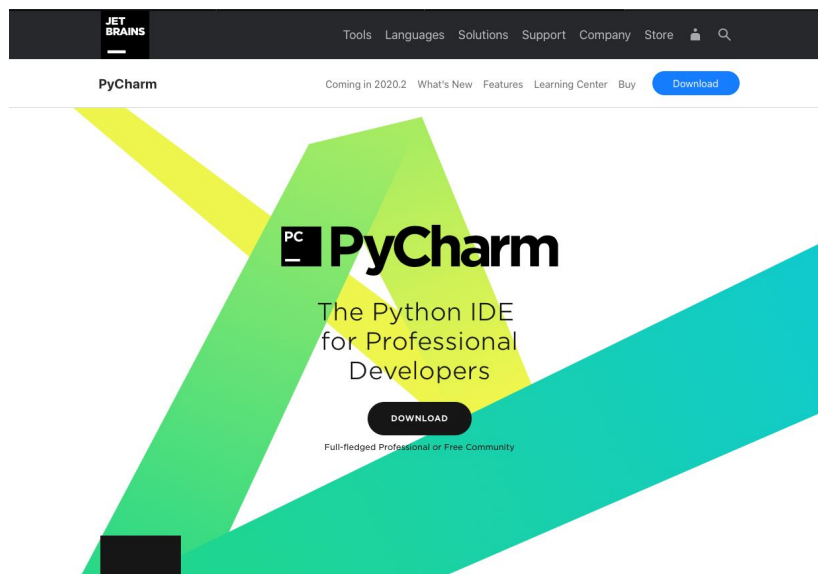 JET
BRAINS
Tools Languages Solutions Support Company Store
PyCharm
Coming in 2020.2 What's New Features Learning Center Buy Download
PC
PyCharm
The Python IDE
for Professional
Developers
DOWNLOAD
Full-fledged Professional or Free Community